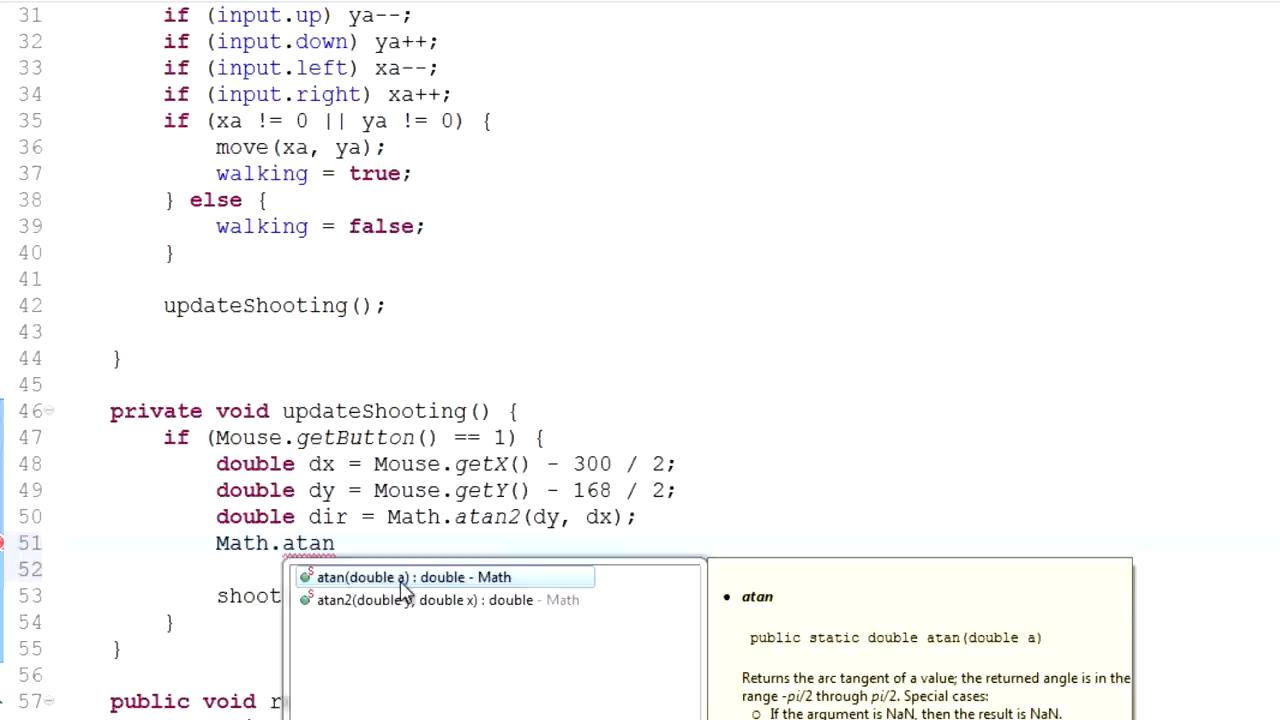 31 if (input.up) ya--;
32 if (input.down) ya++;
33 if (input.left) xa--;
34 if (input.right) xa++;
35 if (xa != 0 || ya != 0) {
36 move(xa, ya);
37 walking = true;
38 } else {
39 walking = false;
40 }
41
42 updateShooting();
43
44 }
45
46 private void updateShooting() {
47 if (Mouse.getButton() == 1) {
48 double dx = Mouse.getX() - 300 / 2;
49 double dy = Mouse.getY() - 168 / 2;
50 double dir = Math.atan2(dy, dx);
51 Math.atan
52
53 shoot
54 }
55 }
56
57 public void r
atan(double a) : double - Math
atan2(double y, double x) : double - Math
• atan
public static double atan(double a)
Returns the arc tangent of a value; the returned angle is in the
range -pi/2 through pi/2. Special cases:
○ If the argument is NaN, then the result is NaN.